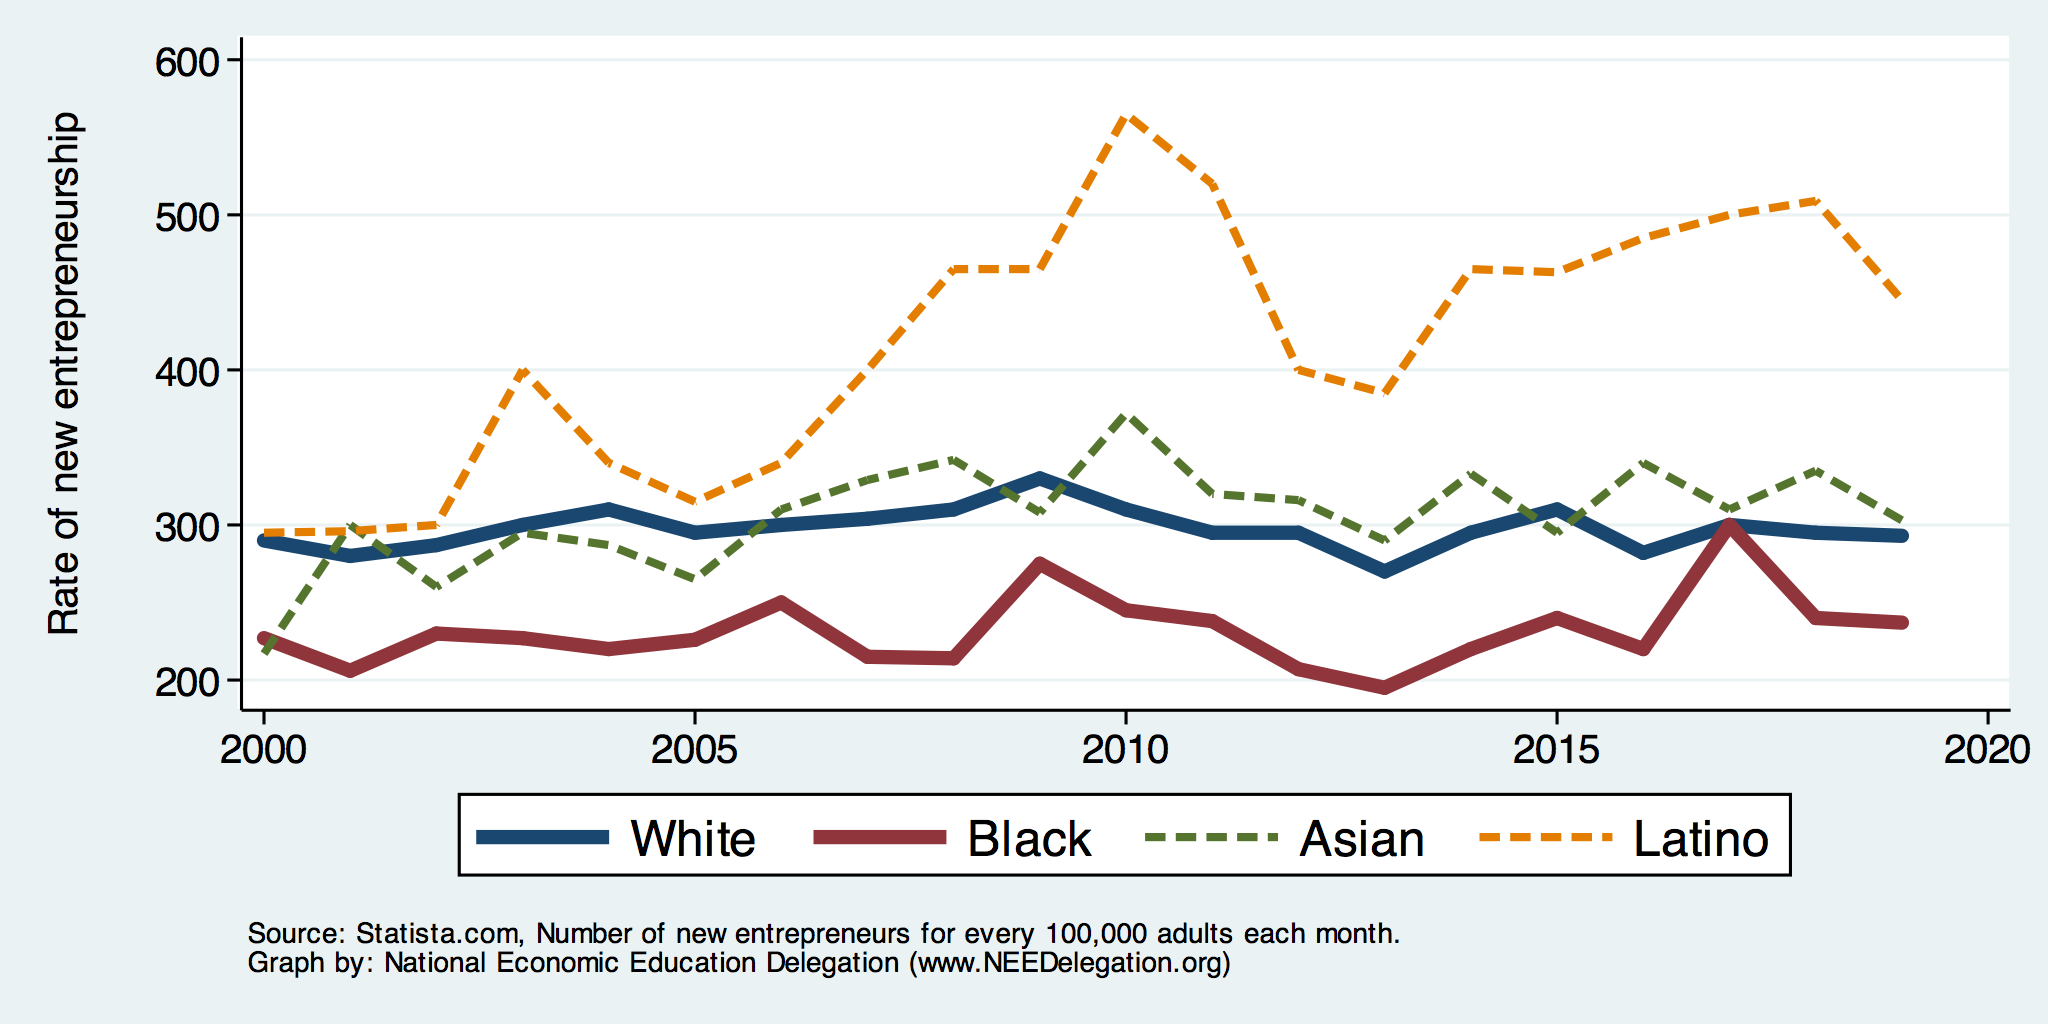 Rate of new entrepreneurship
600
500
400
300
200
2000 2005 2010 2015 2020
White Black Asian Latino
Source: Statista.com, Number of new entrepreneurs for every 100,000 adults each month.
Graph by: National Economic Education Delegation (www.NEEDelegation.org)